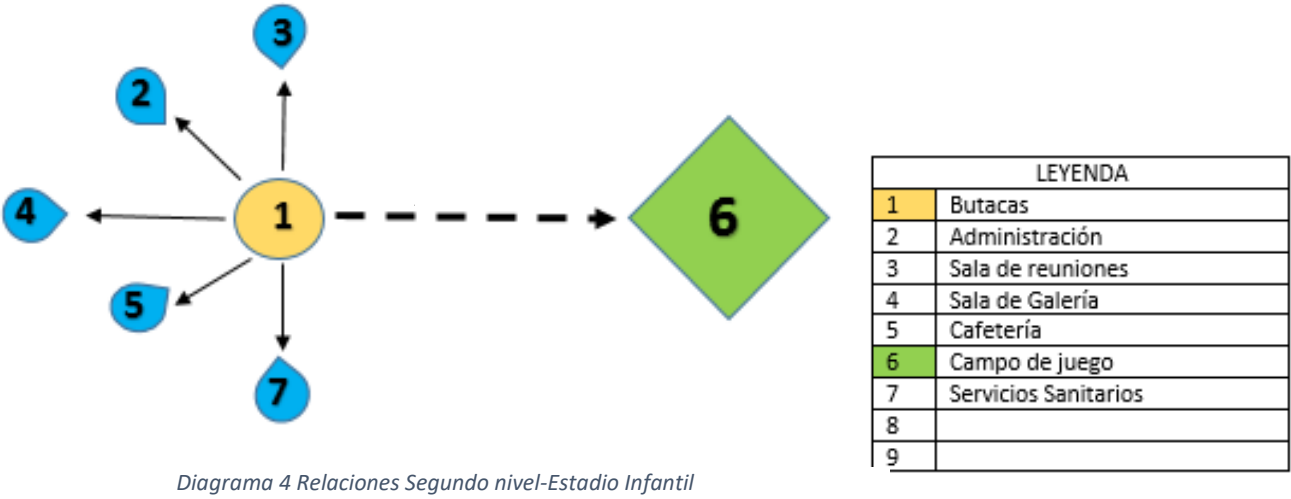 3
2
4
1
6
5
7
LEYENDA
1 Butacas
2 Administración
3 Sala de reuniones
4 Sala de Galería
5 Cafetería
6 Campo de juego
7 Servicios Sanitarios
8
9
Diagrama 4 Relaciones Segundo nivel-Estadio Infantil